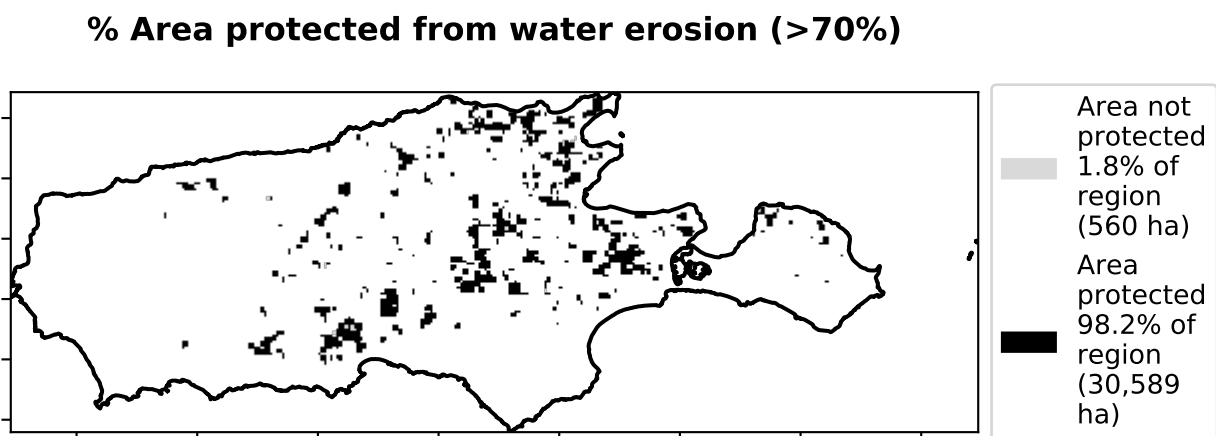 % Area protected from water erosion (>70%)
Area not
protected
1.8% of
region
(560 ha)
Area
protected
98.2% of
region
(30,589
ha)